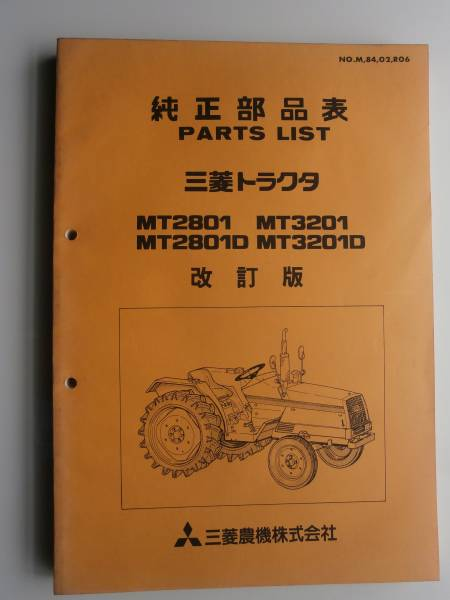 NO.M,84,02,R06
純正部品表
PARTS LIST
三菱トラクタ
MT2801 MT3201
MT2801D MT3201D
改訂版
三菱農機株式会社